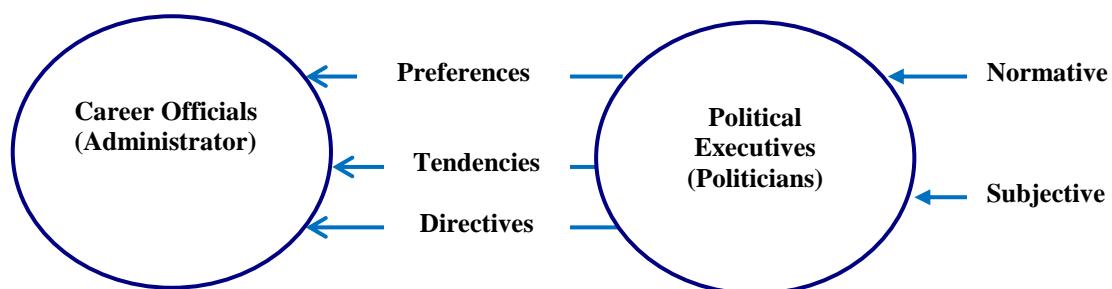 Career Officials
(Administrator)
Preferences
Tendencies
Directives
Political
Executives
(Politicians)
Normative
Subjective